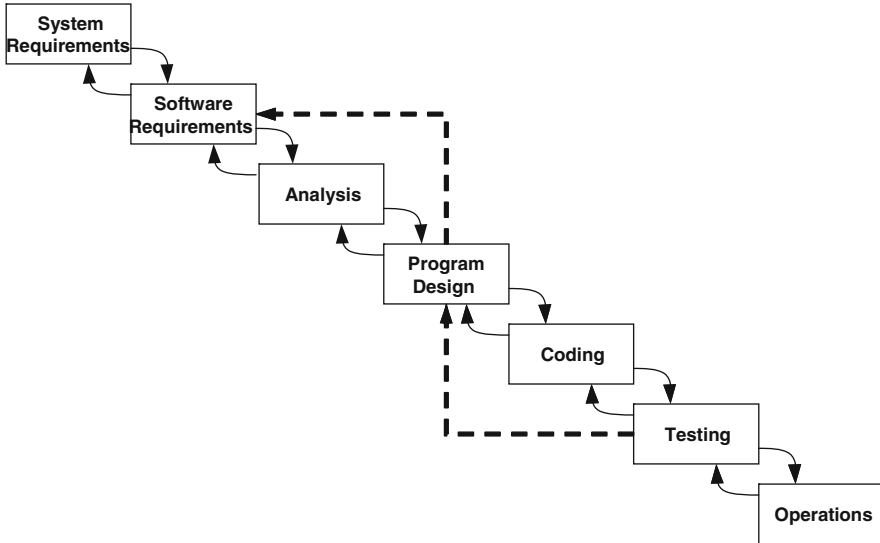 System
Requirements
Software
Requirements
Analysis
Program
Design
Coding
Testing
Operations